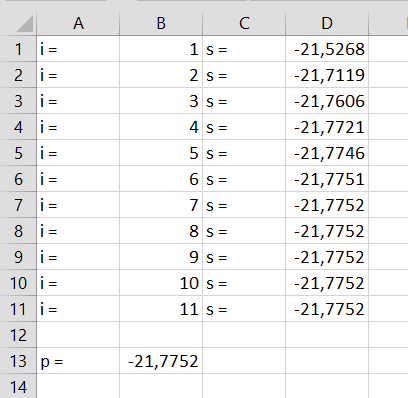 A B C D
1 i = 1 s = -21,5268
2 i = 2 s = -21,7119
3 i = 3 s = -21,7606
4 i = 4 s = -21,7721
5 i = 5 s = -21,7746
6 i = 6 s = -21,7751
7 i = 7 s = -21,7752
8 i = 8 s = -21,7752
9 i = 9 s = -21,7752
10 i = 10 s = -21,7752
11 i = 11 s = -21,7752
12
13 p = -21,7752
14